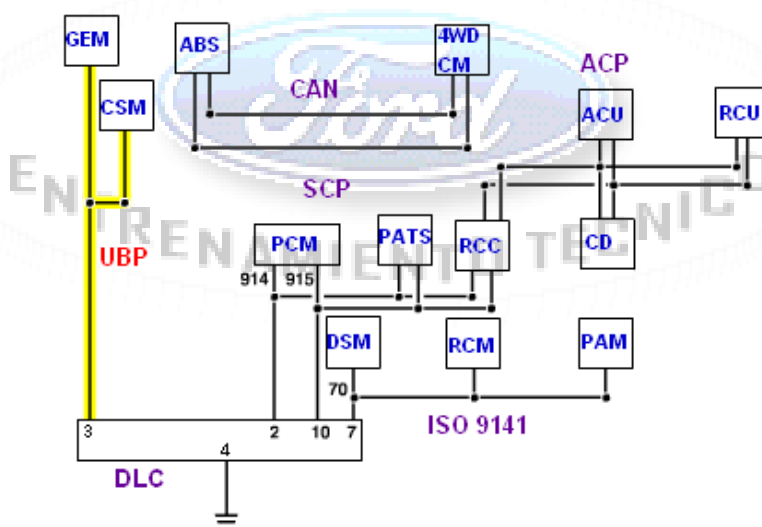 GEM
ABS
4WD
CM
Ford
CAN
ACP
CSM
ACU
RCU
SCP
ENTRENAMIENTO TECNICO
PCM
PATS
RCC
CD
UBP
914
915
DSM
RCM
PAM
70
ISO 9141
3
2
10
7
4
DLC